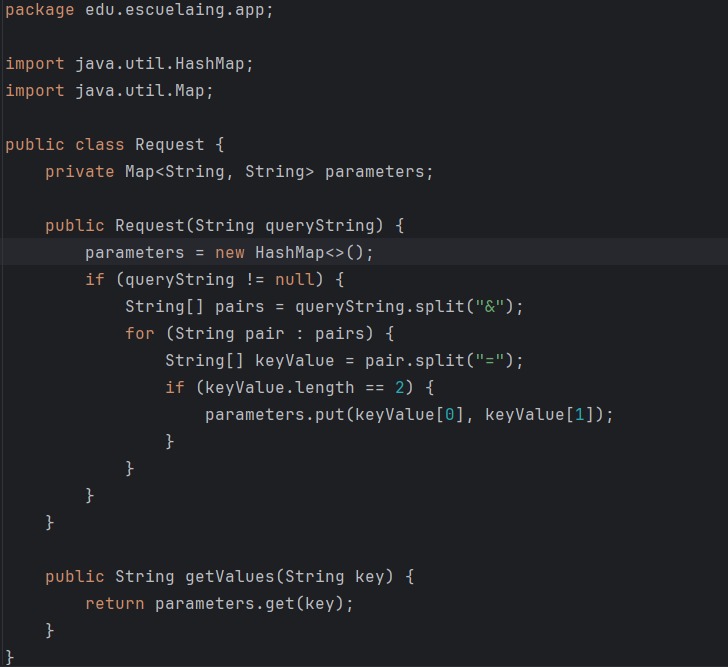 package edu.escuelaing.app;
import java.util.HashMap;
import java.util.Map;
public class Request {
    private Map<String, String> parameters;
    public Request(String queryString) {
        parameters = new HashMap<>();
        if (queryString != null) {
            String[] pairs = queryString.split("&");
            for (String pair : pairs) {
                String[] keyValue = pair.split("=");
                if (keyValue.length == 2) {
                    parameters.put(keyValue[0], keyValue[1]);
                }
            }
        }
    }
    public String getValues(String key) {
        return parameters.get(key);
    }
}